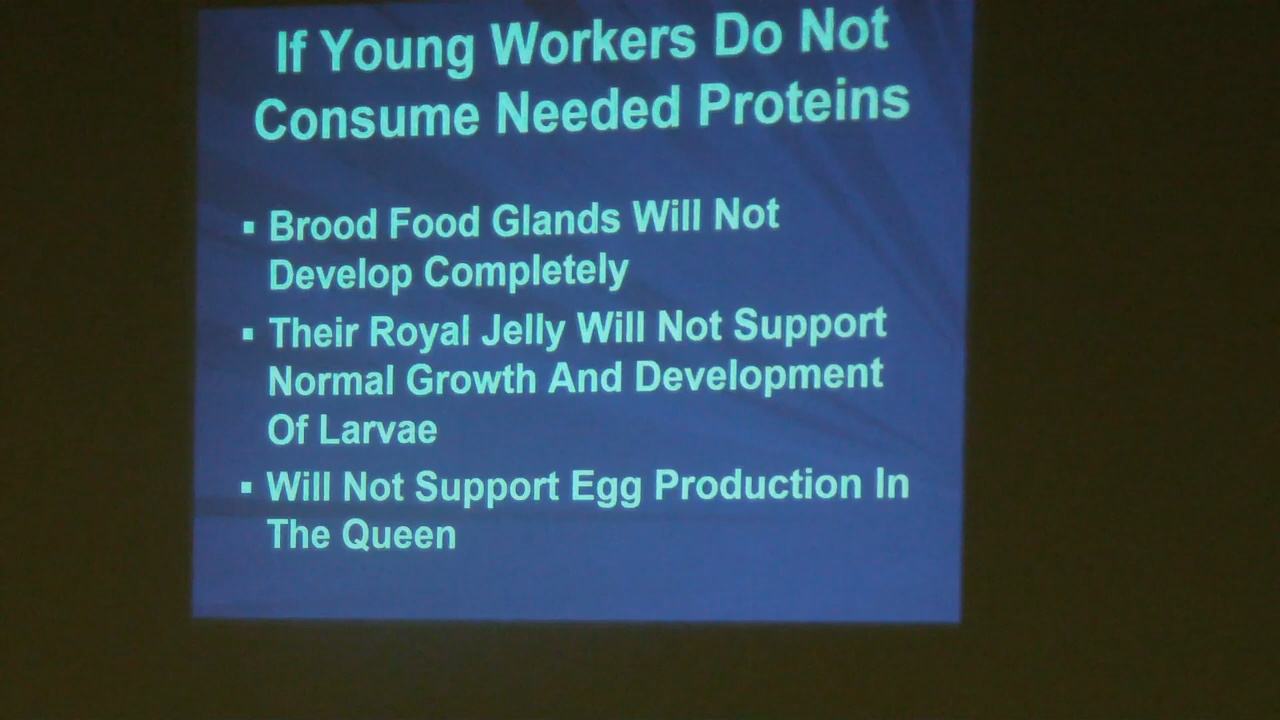 If Young Workers Do Not
Consume Needed Proteins
▪ Brood Food Glands Will Not
Develop Completely
▪ Their Royal Jelly Will Not Support
Normal Growth And Development
Of Larvae
▪ Will Not Support Egg Production In
The Queen